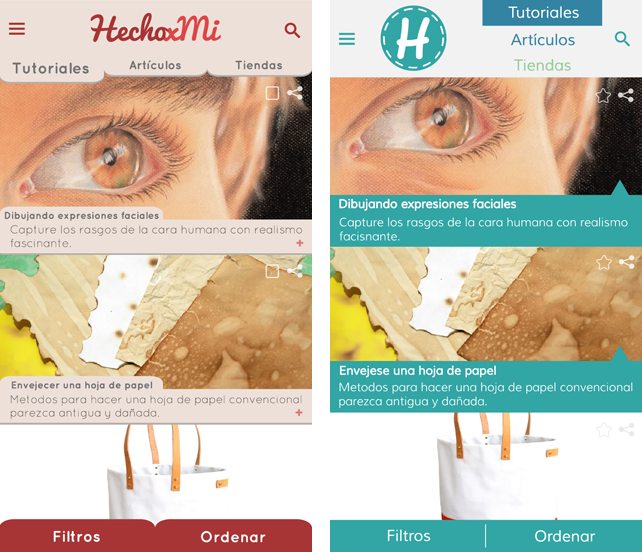 HechoxMi
Tutoriales
Artículos
Tiendas
Dibujando expresiones faciales
Capture los rasgos de la cara humana con realismo
fascinante.
+
Envejecer una hoja de papel
Metodos para hacer una hoja de papel convencional
parezca antigua y dañada.
+
Filtros
Ordenar
H
Tutoriales
Artículos
Tiendas
Dibujando expresiones faciales
Capture los rasgos de la cara humana con realismo
facisnante.
Envejese una hoja de papel
Metodos para hacer una hoja de papel convencional
parezca antigua y dañada.
Filtros
Ordenar